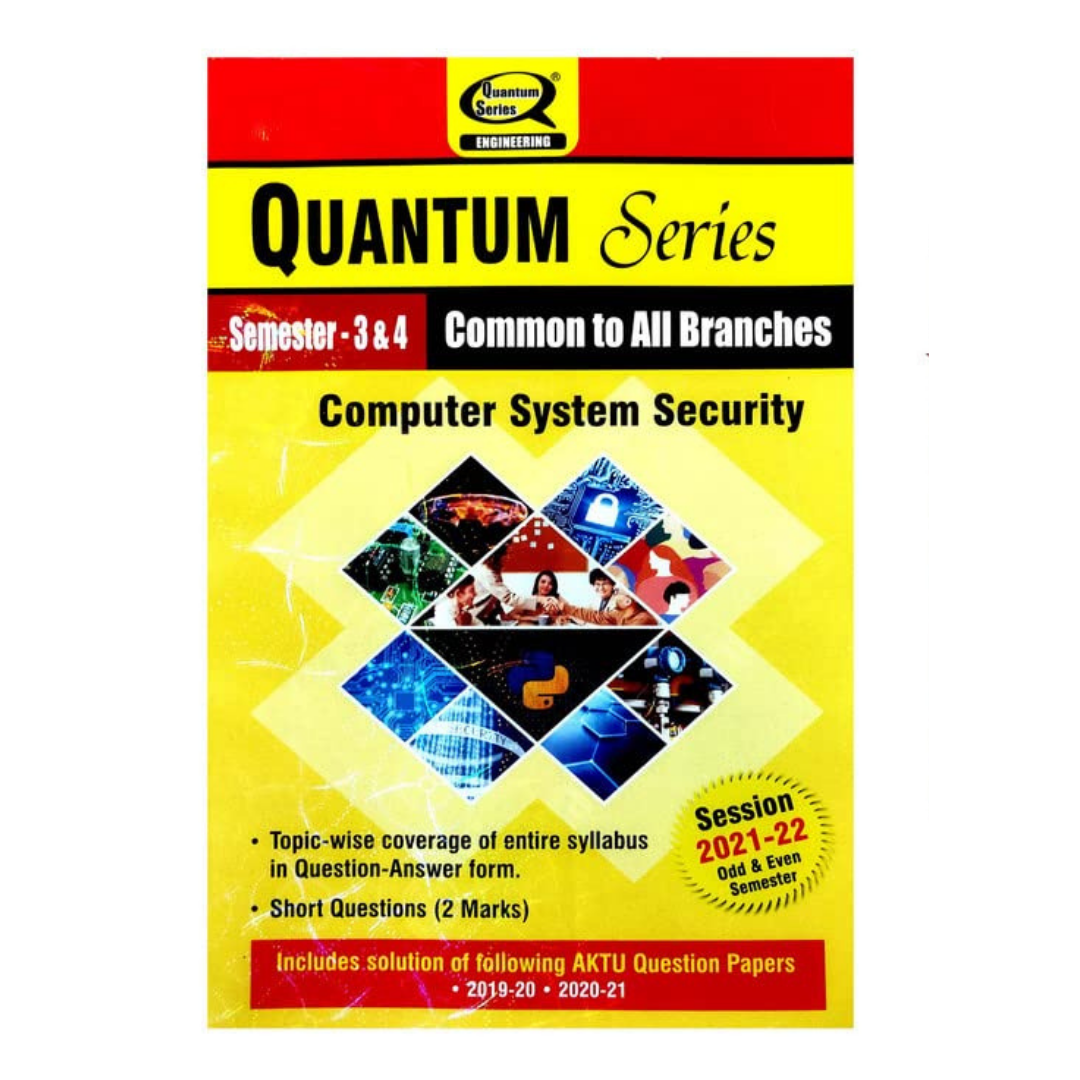 Quantum ®
Series
ENGINEERING
QUANTUM Series
Semester - 3 & 4 Common to All Branches
Computer System Security
• Topic-wise coverage of entire syllabus
in Question-Answer form.
• Short Questions (2 Marks)
Session
2021-22
Odd & Even
Semester
Includes solution of following AKTU Question Papers
• 2019-20 • 2020-21